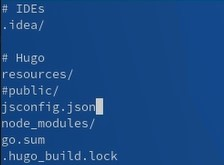 # IDEs
.idea/

# Hugo
resources/
#public/
jsconfig.json
node_modules/
go.sum
.hugo_build.lock